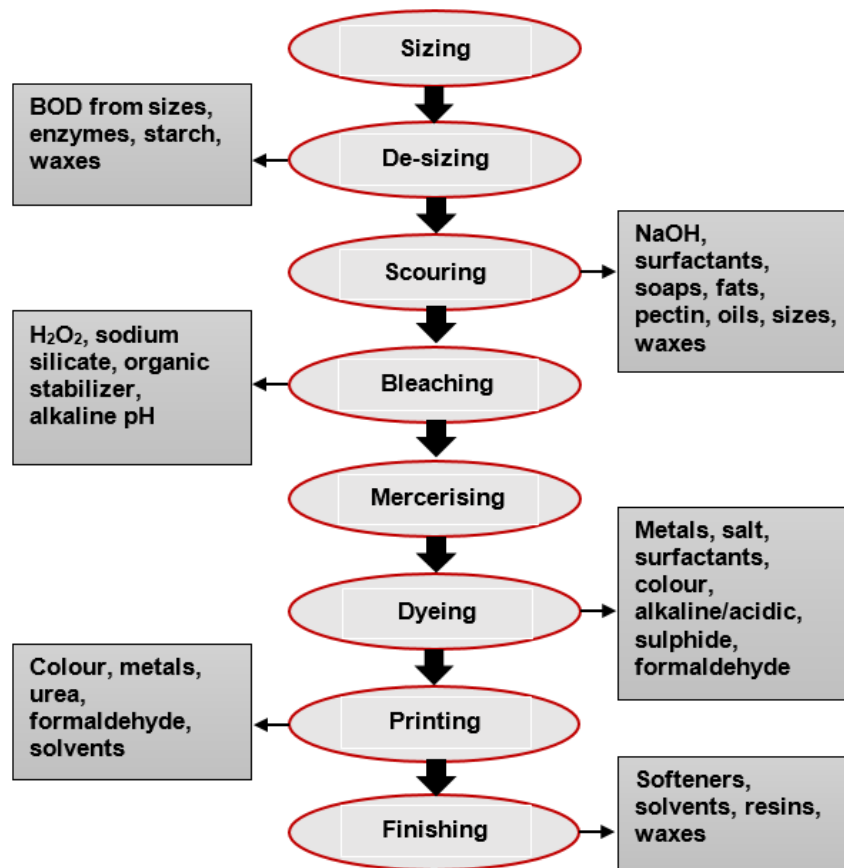 Sizing
BOD from sizes,
enzymes, starch,
waxes
De-sizing
Scouring
NaOH,
surfactants,
soaps, fats,
pectin, oils, sizes,
waxes
H₂O₂, sodium
silicate, organic
stabilizer,
alkaline pH
Bleaching
Mercerising
Metals, salt,
surfactants,
colour,
alkaline/acidic,
sulphide,
formaldehyde
Dyeing
Colour, metals,
urea,
formaldehyde,
solvents
Printing
Softeners,
solvents, resins,
waxes
Finishing